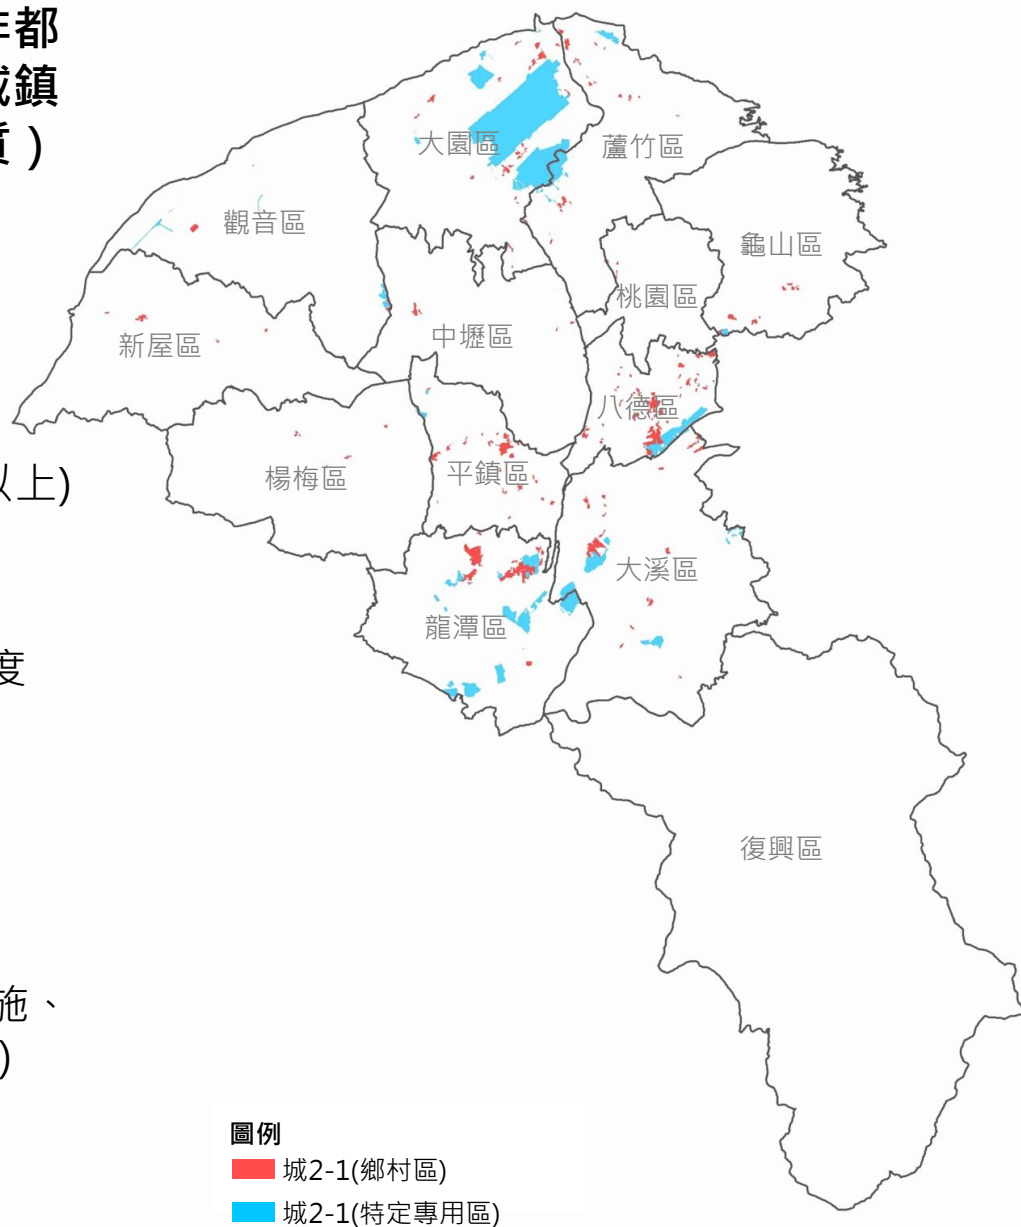 都
鎮
質)
以上)
度
施、
)
大園區
蘆竹區
觀音區
龜山區
桃園區
中壢區
新屋區
八德區
楊梅區
平鎮區
大溪區
龍潭區
復興區
圖例
城2-1(鄉村區)
城2-1(特定專用區)